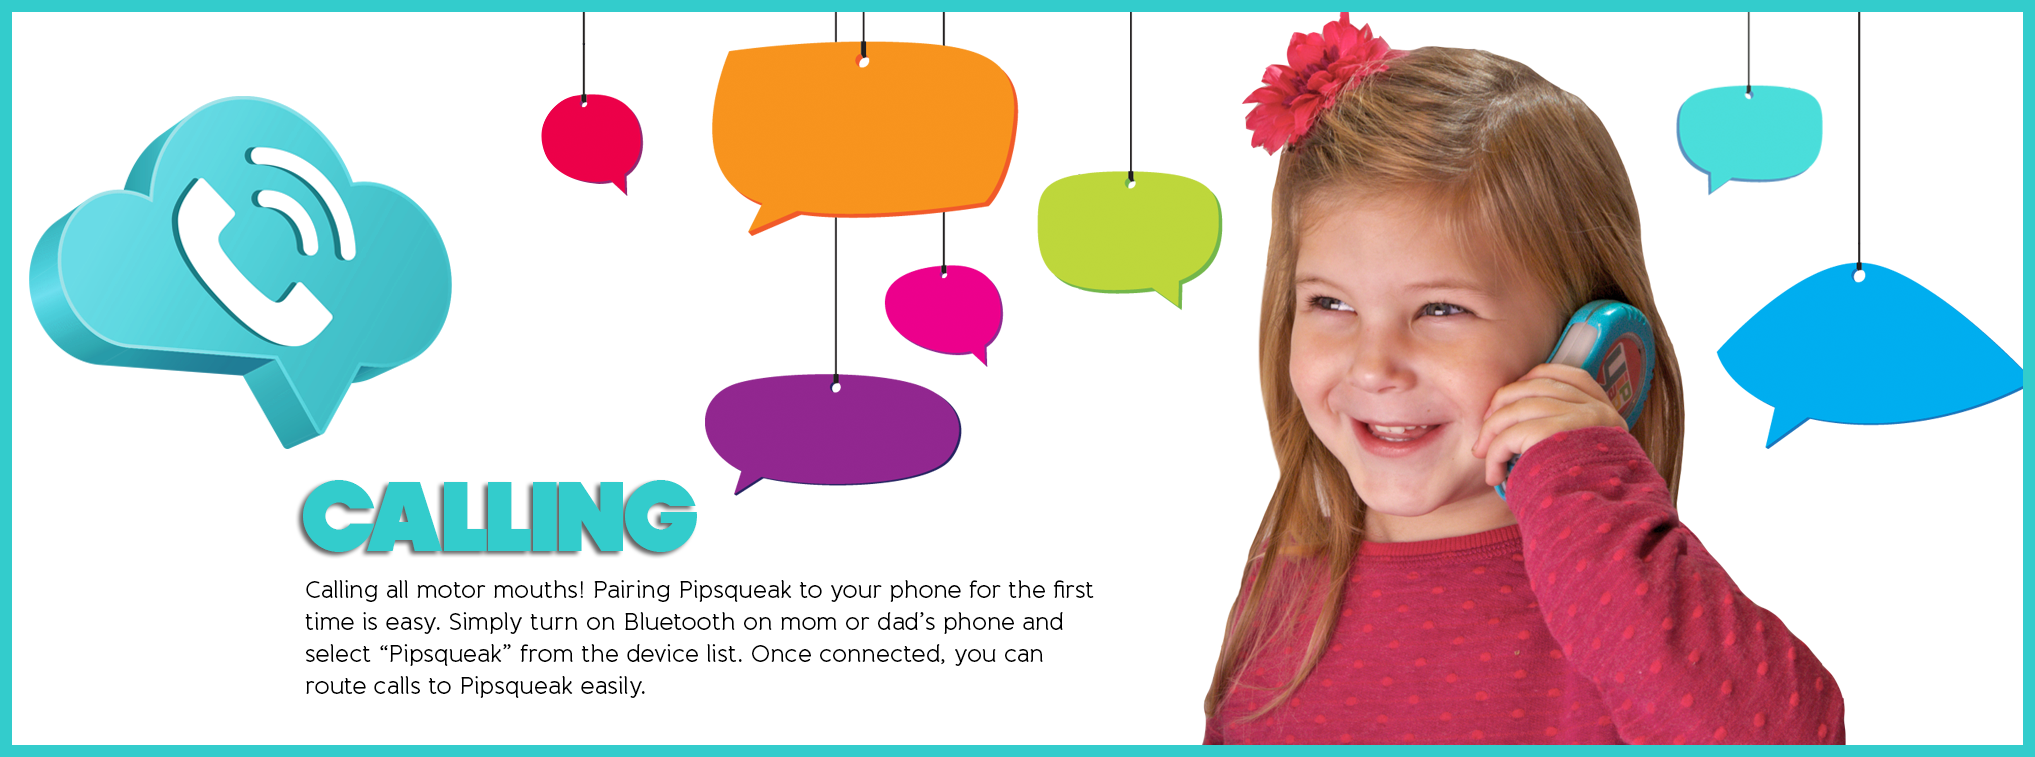 CALLING
Calling all motor mouths! Pairing Pipsqueak to your phone for the first
time is easy. Simply turn on Bluetooth on mom or dad’s phone and
select “Pipsqueak” from the device list. Once connected, you can
route calls to Pipsqueak easily.